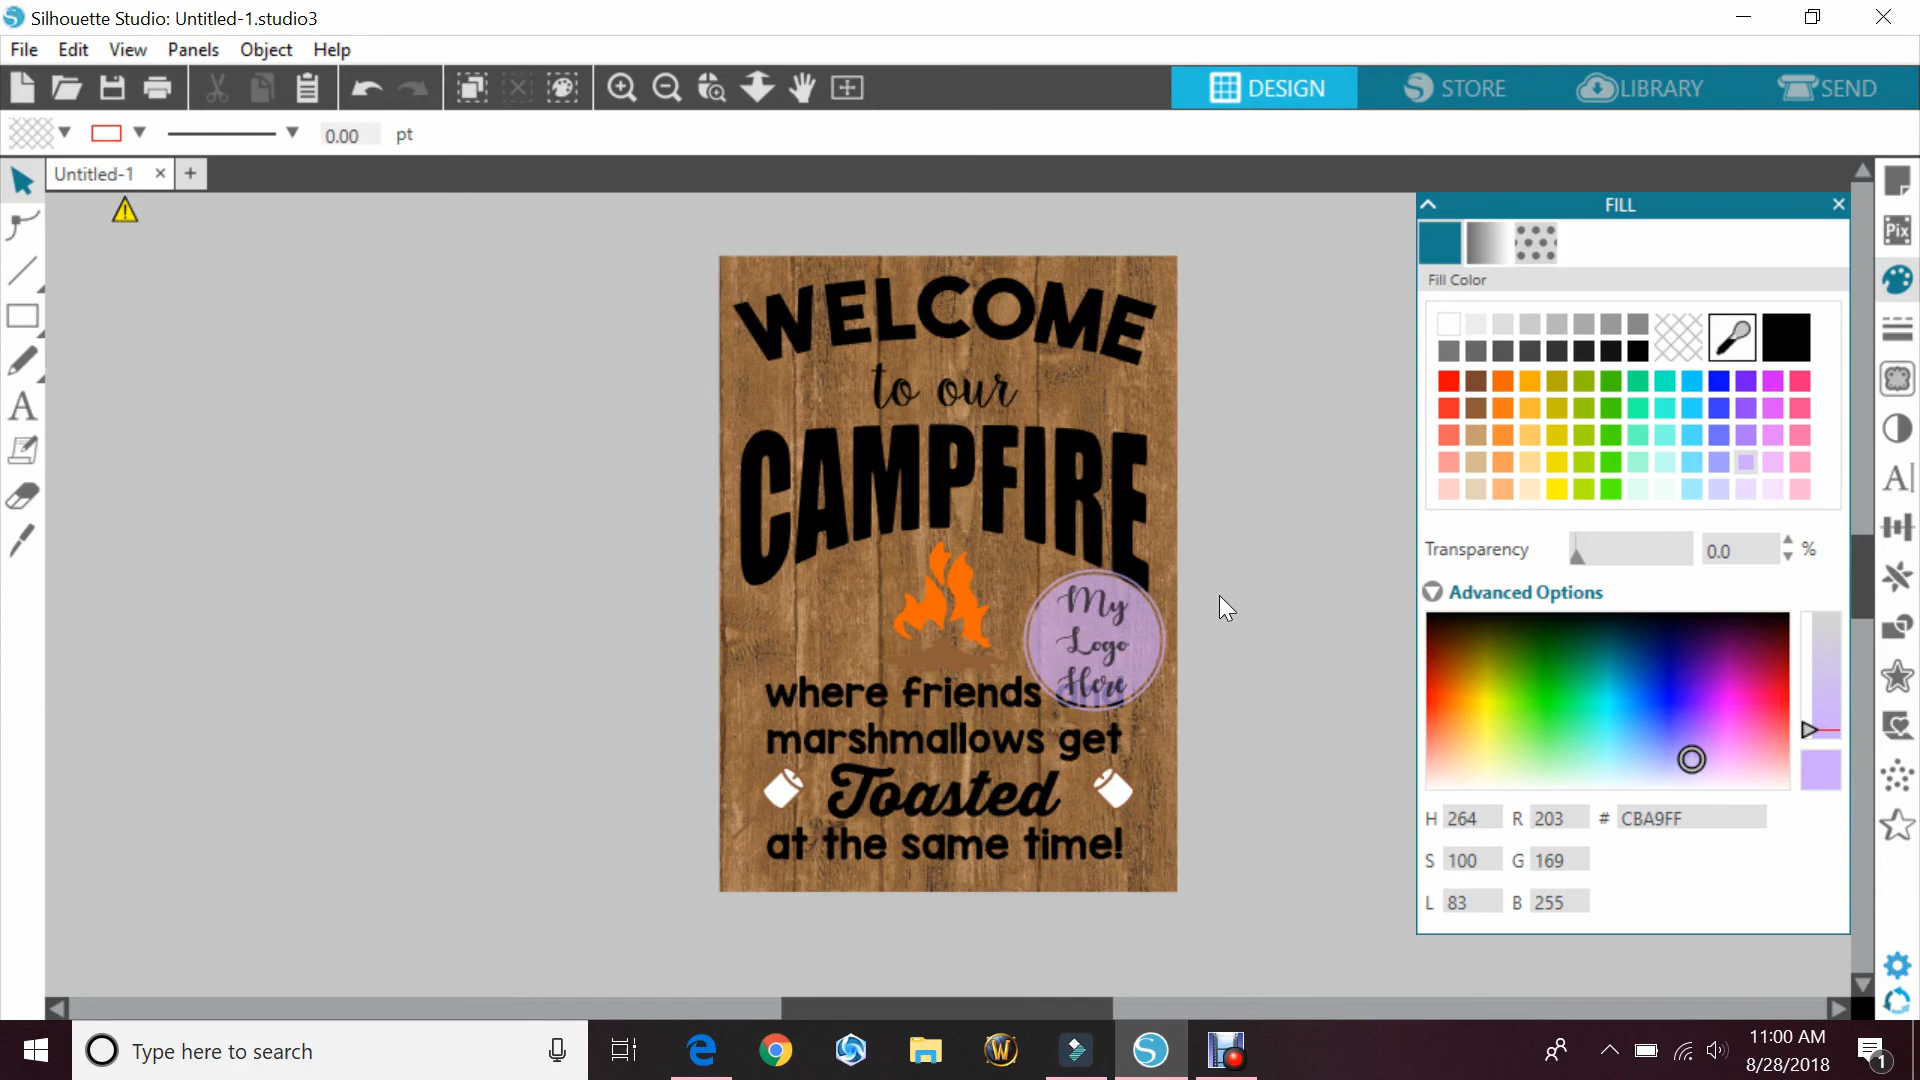 Silhouette Studio: Untitled-1.studio3
File Edit View Panels Object Help
DESIGN STORE LIBRARY SEND
0.00 pt
Untitled-1
FILL
Pix
Fill Color
WELCOME
to our
CAMPFIRE
My
Logo
Here
where friends
marshmallows get
Toasted
at the same time!
Transparency 0.0 %
Advanced Options
H 264 R 203 # CBA9FF
S 100 G 169
L 83 B 255
Type here to search
11:00 AM
8/28/2018
1